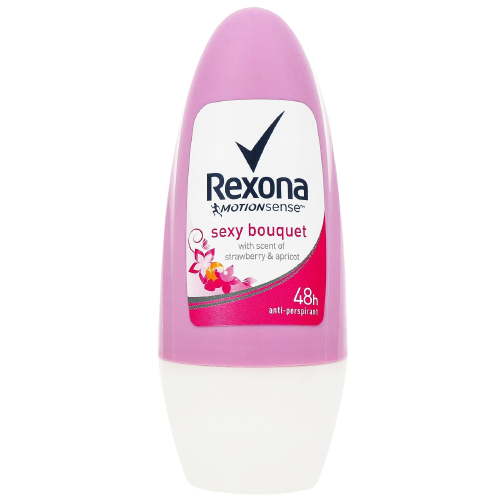 Rexona
MOTIONsense™
sexy bouquet
with scent of
strawberry & apricot
48h
anti-perspirant